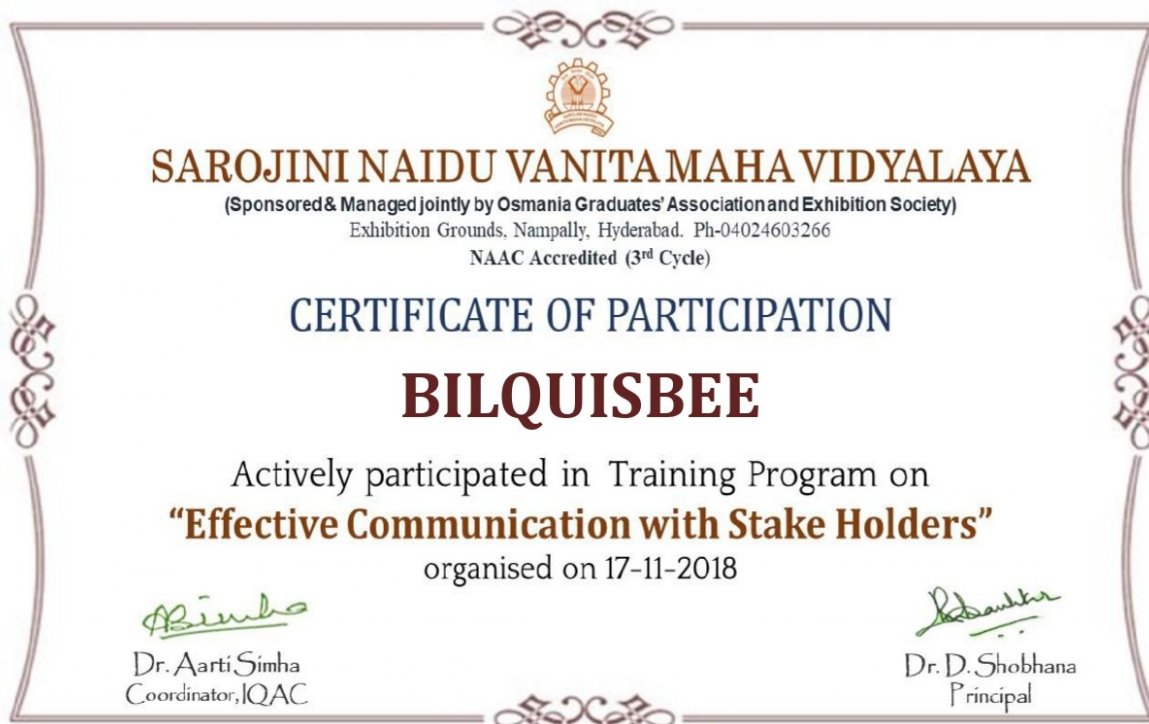 SAROJINI NAIDU VANITA MAHA VIDYALAYA
(Sponsored & Managed jointly by Osmania Graduates' Association and Exhibition Society)
Exhibition Grounds, Nampally, Hyderabad. Ph-04024603266
NAAC Accredited (3rd Cycle)
CERTIFICATE OF PARTICIPATION
BILQUISBEE
Actively participated in Training Program on
“Effective Communication with Stake Holders”
organised on 17-11-2018
Dr. Aarti Simha
Coordinator, IQAC
Dr. D. Shobhana
Principal